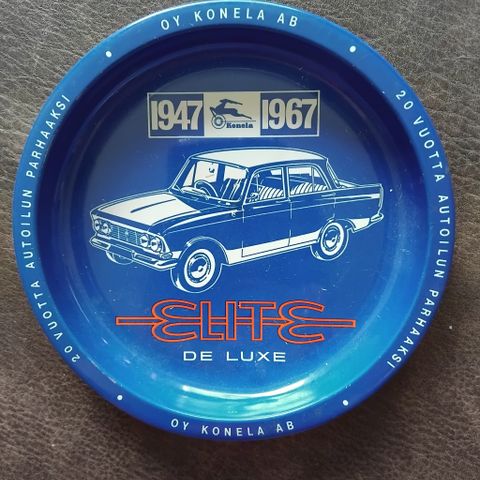 OY KONELA AB
20 VUOTTA AUTOILUN PARHAAKSI
1947 Konela 1967
ELITE
DE LUXE
20 VUOTTA AUTOILUN PARHAAKSI
OY KONELA AB